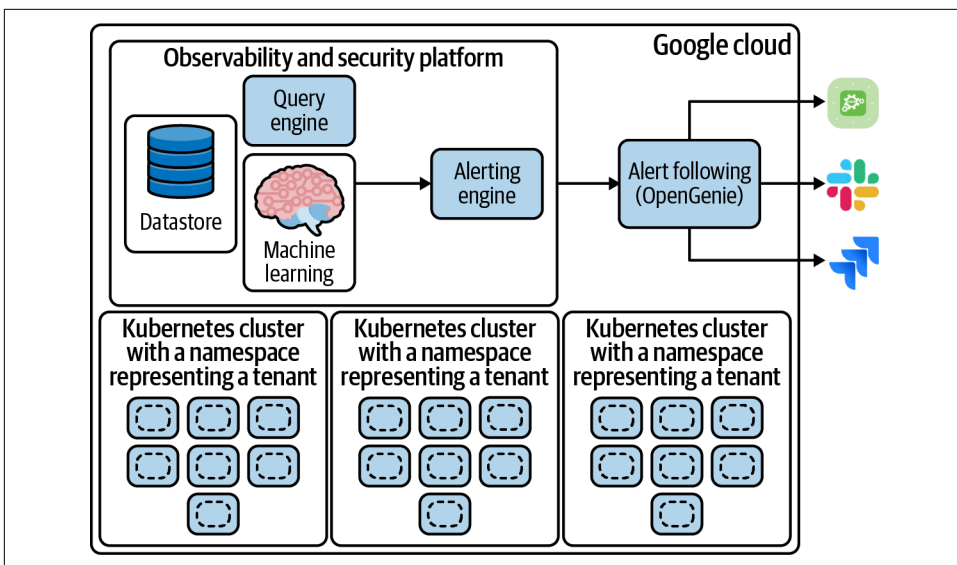 Google cloud
Observability and security platform
Query
engine
Datastore
Machine
learning
Alerting
engine
Alert following
(OpenGenie)
Kubernetes cluster
with a namespace
representing a tenant
Kubernetes cluster
with a namespace
representing a tenant
Kubernetes cluster
with a namespace
representing a tenant